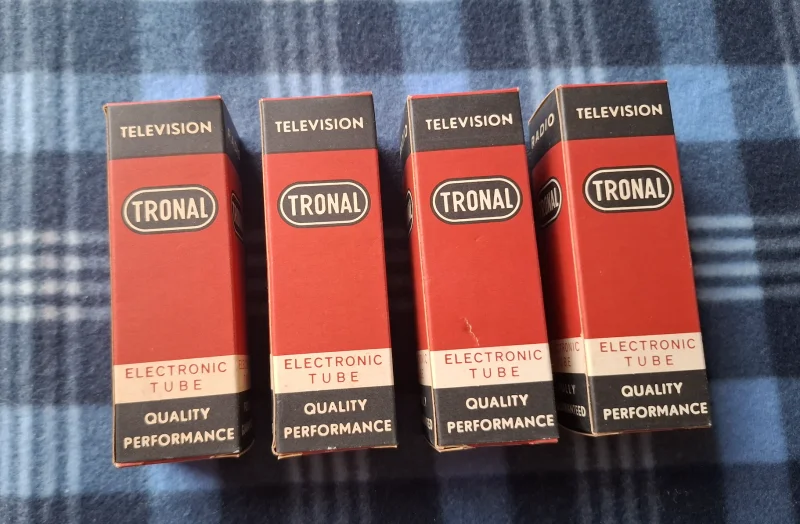 TELEVISION
TRONAL
ELECTRONIC
TUBE
QUALITY
PERFORMANCE
TELEVISION
TRONAL
ELECTRONIC
TUBE
QUALITY
PERFORMANCE
TELEVISION
TRONAL
ELECTRONIC
TUBE
QUALITY
PERFORMANCE
RADIO
TELEVISION
TRONAL
ELECTRONIC
TUBE
QUALITY
PERFORMANCE